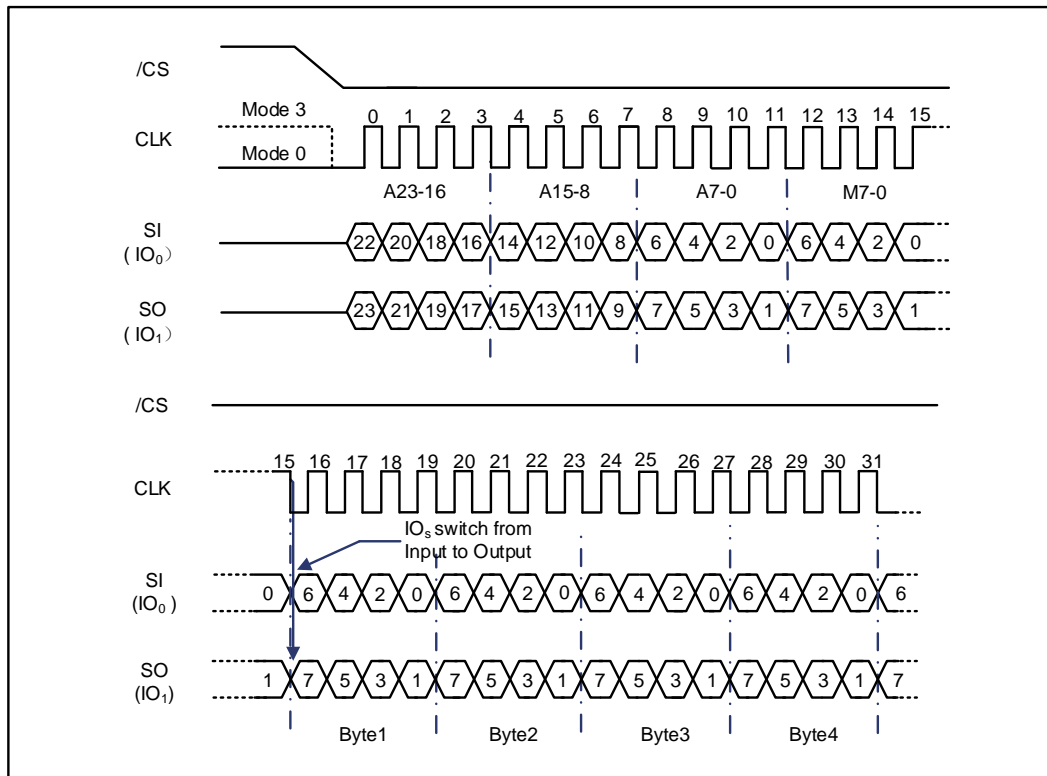 /CS
Mode 3
0 1 2 3 4 5 6 7 8 9 10 11 12 13 14 15
CLK
Mode 0
A23-16 A15-8 A7-0 M7-0
SI
( IO0）
22 20 18 16 14 12 10 8 6 4 2 0 6 4 2 0
SO
( IO1）
23 21 19 17 15 13 11 9 7 5 3 1 7 5 3 1
/CS
15 16 17 18 19 20 21 22 23 24 25 26 27 28 29 30 31
CLK
IOs switch from
Input to Output
SI
(IO0 )
0 6 4 2 0 6 4 2 0 6 4 2 0 6 4 2 0 6
SO
(IO1)
1 7 5 3 1 7 5 3 1 7 5 3 1 7 5 3 1 7
Byte1 Byte2 Byte3 Byte4